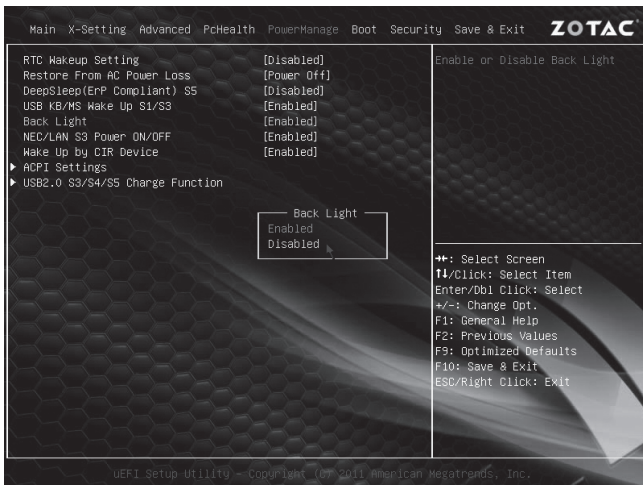 Main X-Setting Advanced PcHealth PowerManage Boot Security Save & Exit ZOTAC
RTC Wakeup Setting [Disabled]
Restore From AC Power Loss [Power Off]
DeepSleep(ErP Compliant) S5 [Disabled]
USB KB/MS Wake Up S1/S3 [Enabled]
Back Light [Enabled]
NEC/LAN S3 Power ON/OFF [Enabled]
Wake Up by CIR Device [Enabled]
ACPI Settings
USB2.0 S3/S4/S5 Charge Function
Back Light
Enabled
Disabled
Enable or Disable Back Light
→←: Select Screen
↑↓/Click: Select Item
Enter/Dbl Click: Select
+/-: Change Opt.
F1: General Help
F2: Previous Values
F9: Optimized Defaults
F10: Save & Exit
ESC/Right Click: Exit
uEFI Setup Utility - Copyright (C) 2011 American Megatrends, Inc.